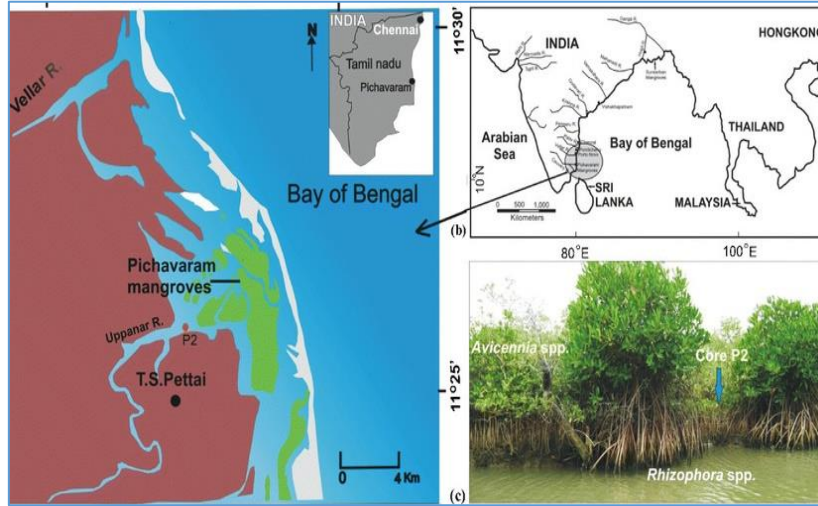 INDIA
Chennai
N
Tamil nadu
Pichavaram
Vellar R.
Bay of Bengal
Pichavaram
mangroves
Uppanar R.
P2
T.S.Pettai
0 4 Km
11°30'
11°25'
INDIA
HONGKONG
Arabian
Sea
Bay of Bengal
THAILAND
SRI
LANKA
MALAYSIA
10°N
0 500 1,000
Kilometers
(b)
80°E
100°E
Sundarban
Mangroves
Avicennia spp.
Core P2
Rhizophora spp.
(c)